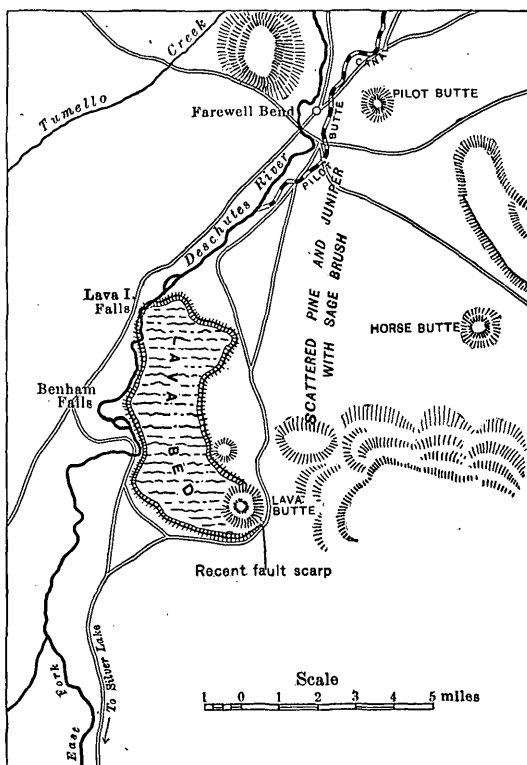 Tumello Creek
Farewell Bend
PILOT BUTTE
PILOT BUTTE
Deschutes River
SCATTERED PINE AND JUNIPER
WITH SAGE BRUSH
Lava I.
Falls
HORSE BUTTE
LAVA BED
Benham
Falls
LAVA
BUTTE
Recent fault scarp
East Fork
To Silver Lake
Scale
1 0 1 2 3 4 5 miles